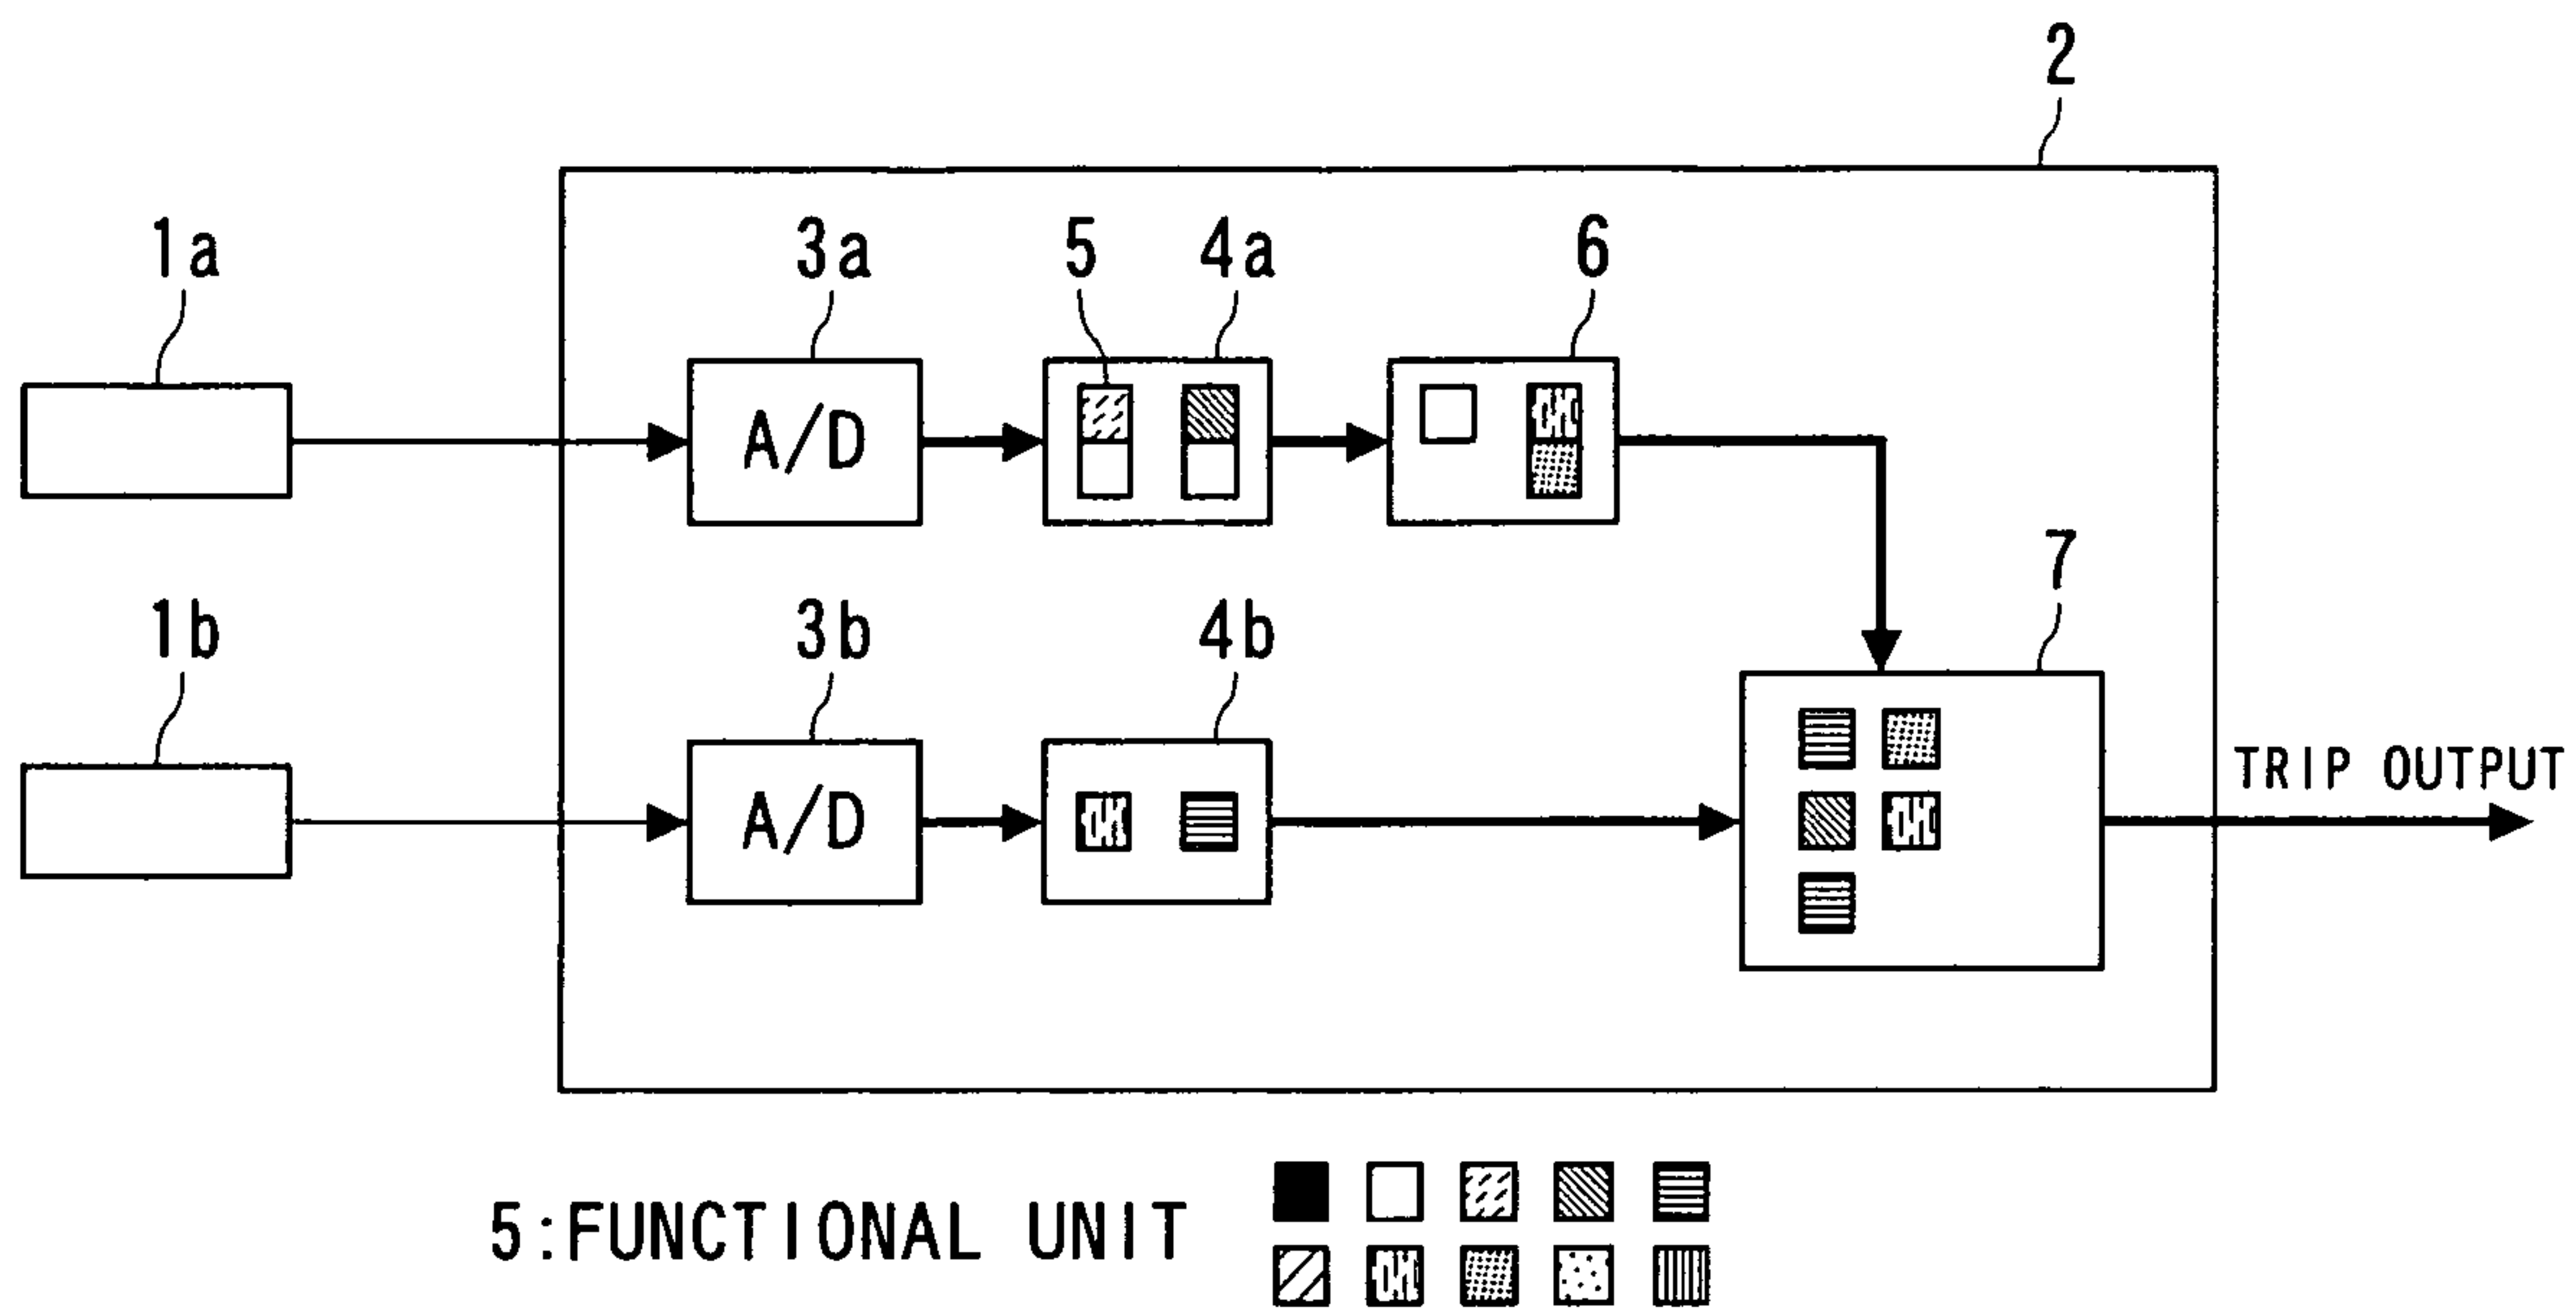 2
1a
3a
5
4a
6
A/D
7
1b
3b
4b
A/D
TRIP OUTPUT
5:FUNCTIONAL UNIT